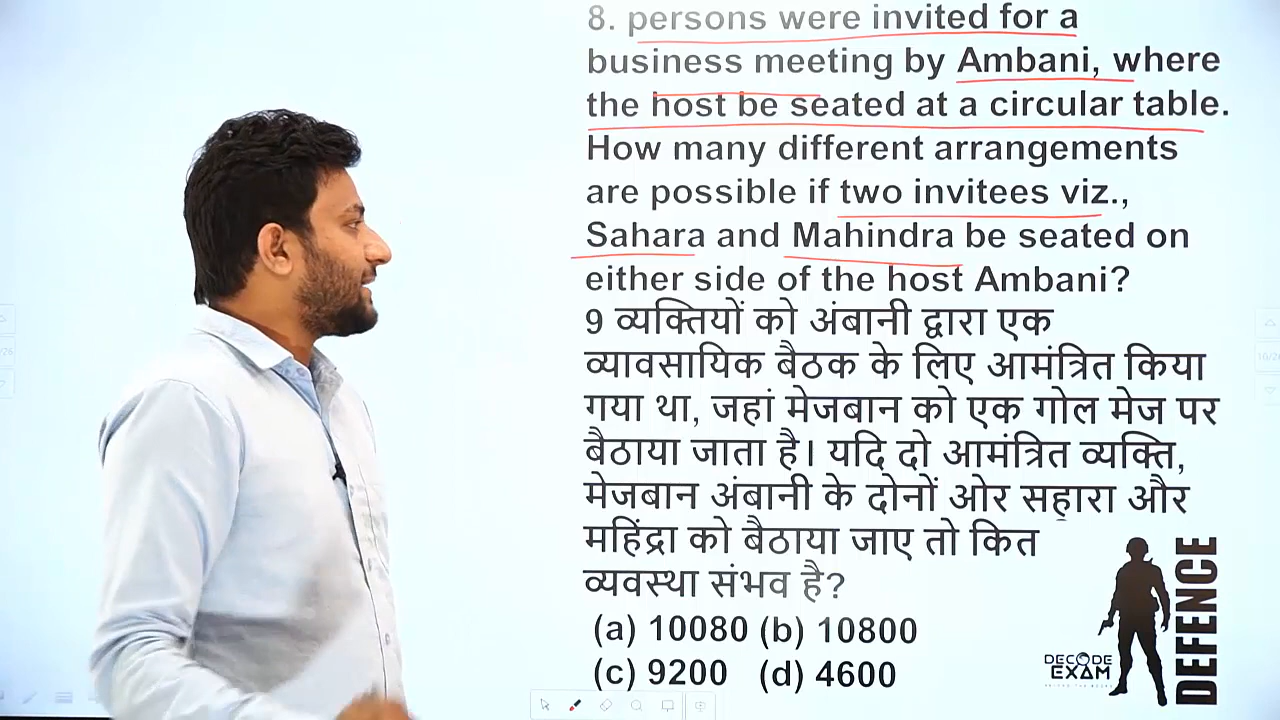 8. persons were invited for a
business meeting by Ambani, where
the host be seated at a circular table.
How many different arrangements
are possible if two invitees viz.,
Sahara and Mahindra be seated on
either side of the host Ambani?
9 व्यक्तियों को अंबानी द्वारा एक
व्यावसायिक बैठक के लिए आमंत्रित किया
गया था, जहां मेजबान को एक गोल मेज पर
बैठाया जाता है। यदि दो आमंत्रित व्यक्ति,
मेजबान अंबानी के दोनों ओर सहारा और
महिंद्रा को बैठाया जाए तो कित
व्यवस्था संभव है?
(a) 10080 (b) 10800
(c) 9200 (d) 4600
DECODE
EXAM
DEFENCE